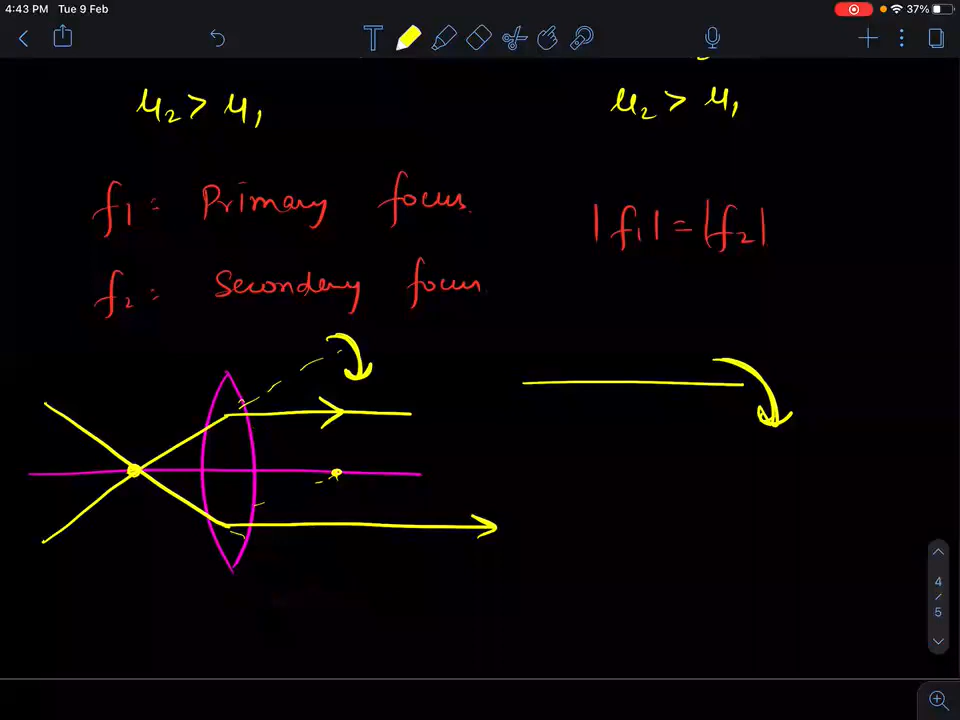 4:43 PM Tue 9 Feb
37%
μ₂ > μ₁
μ₂ > μ₁
f1 = Primary focus.
|f₁| = |f₂|
f₂ = Secondary focus.
4
/
5